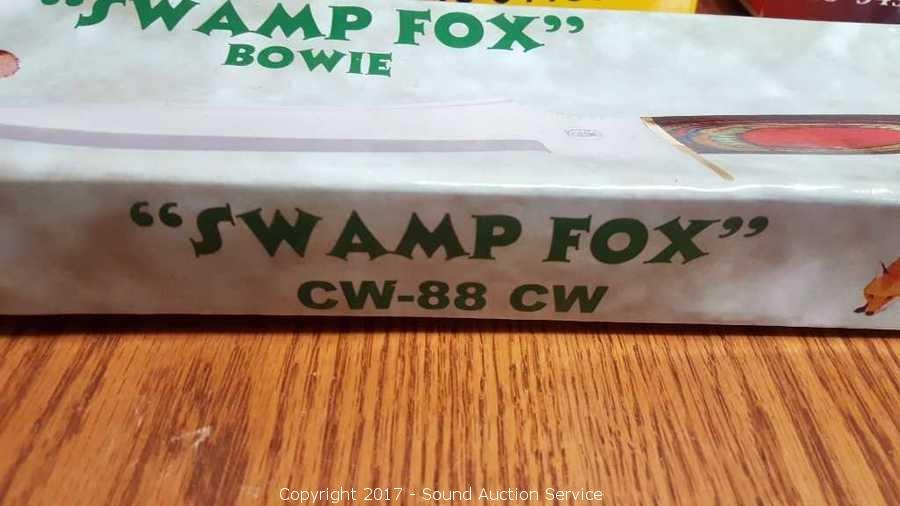 “SWAMP FOX”
BOWIE
“SWAMP FOX”
CW-88 CW
Copyright 2017 - Sound Auction Service